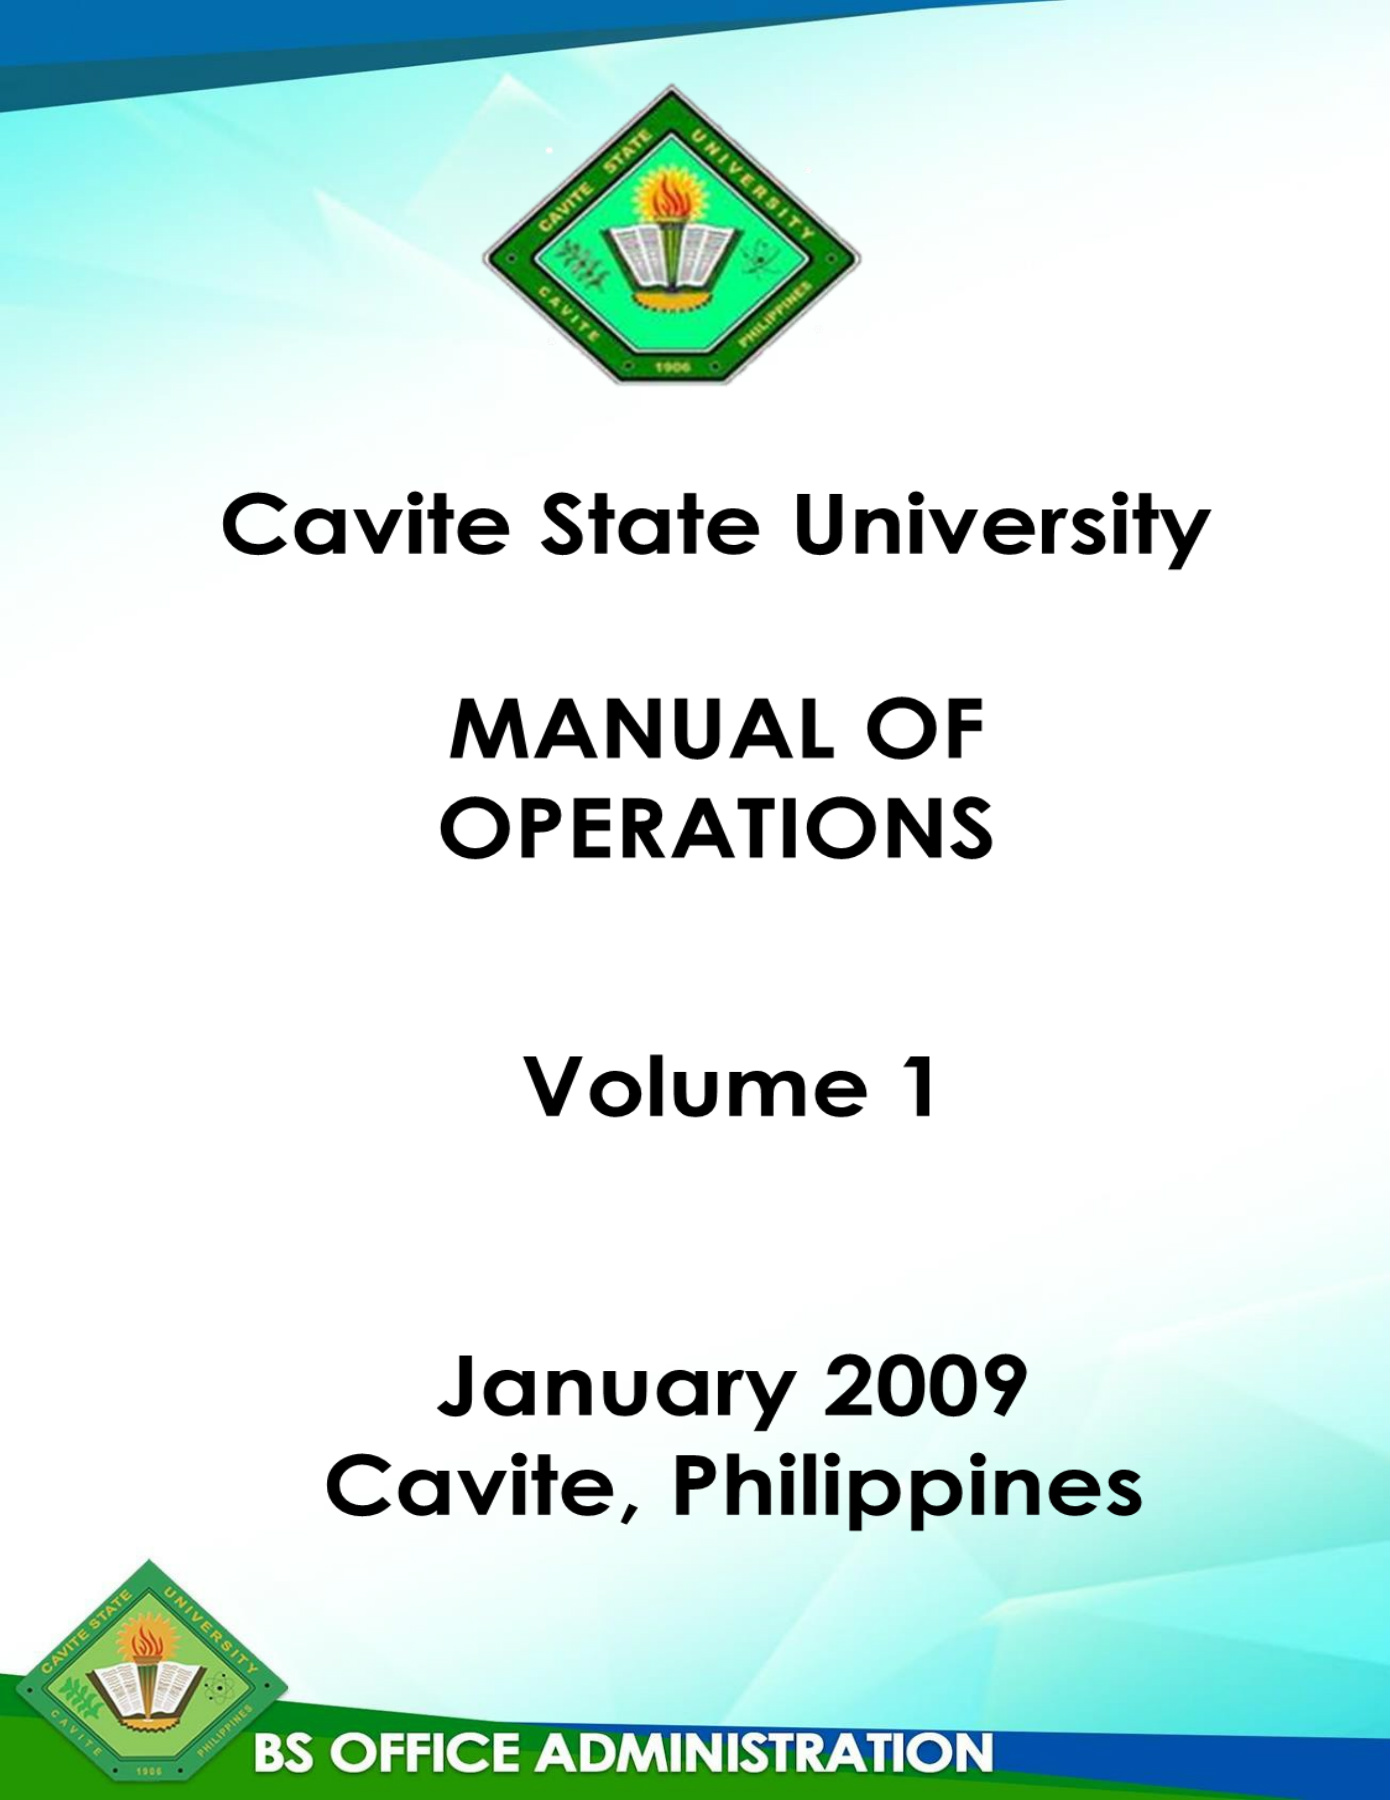 CAVITE STATE UNIVERSITY
CAVITE 1906 PHILIPPINES
Cavite State University
MANUAL OF
OPERATIONS
Volume 1
January 2009
Cavite, Philippines
CAVITE STATE UNIVERSITY
CAVITE 1906 PHILIPPINES
BS OFFICE ADMINISTRATION